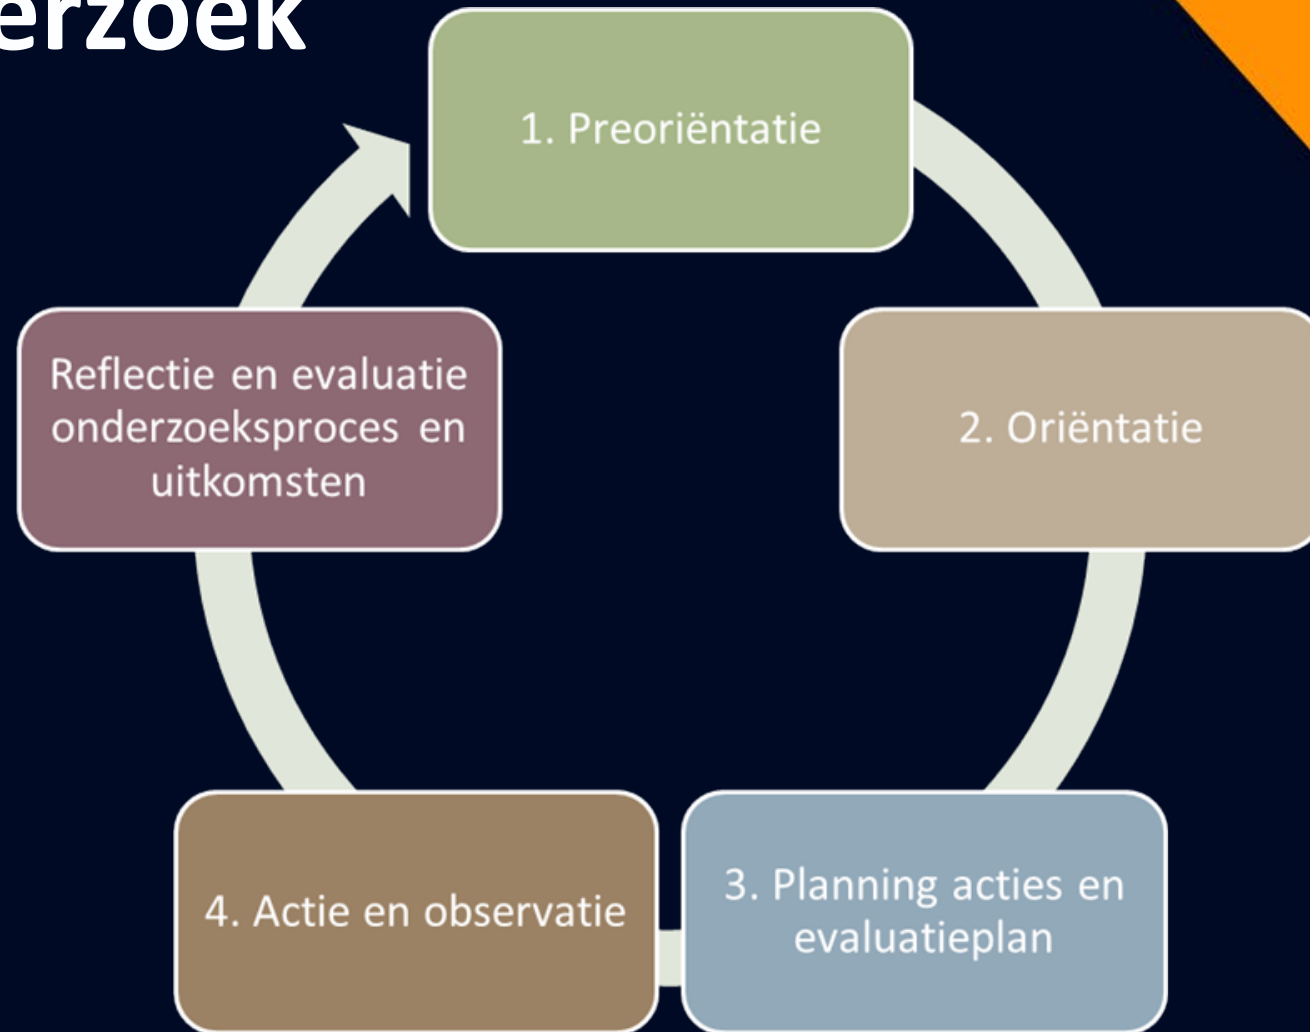 erzoek
1. Preoriëntatie
2. Oriëntatie
3. Planning acties en
evaluatieplan
4. Actie en observatie
Reflectie en evaluatie
onderzoeksproces en
uitkomsten